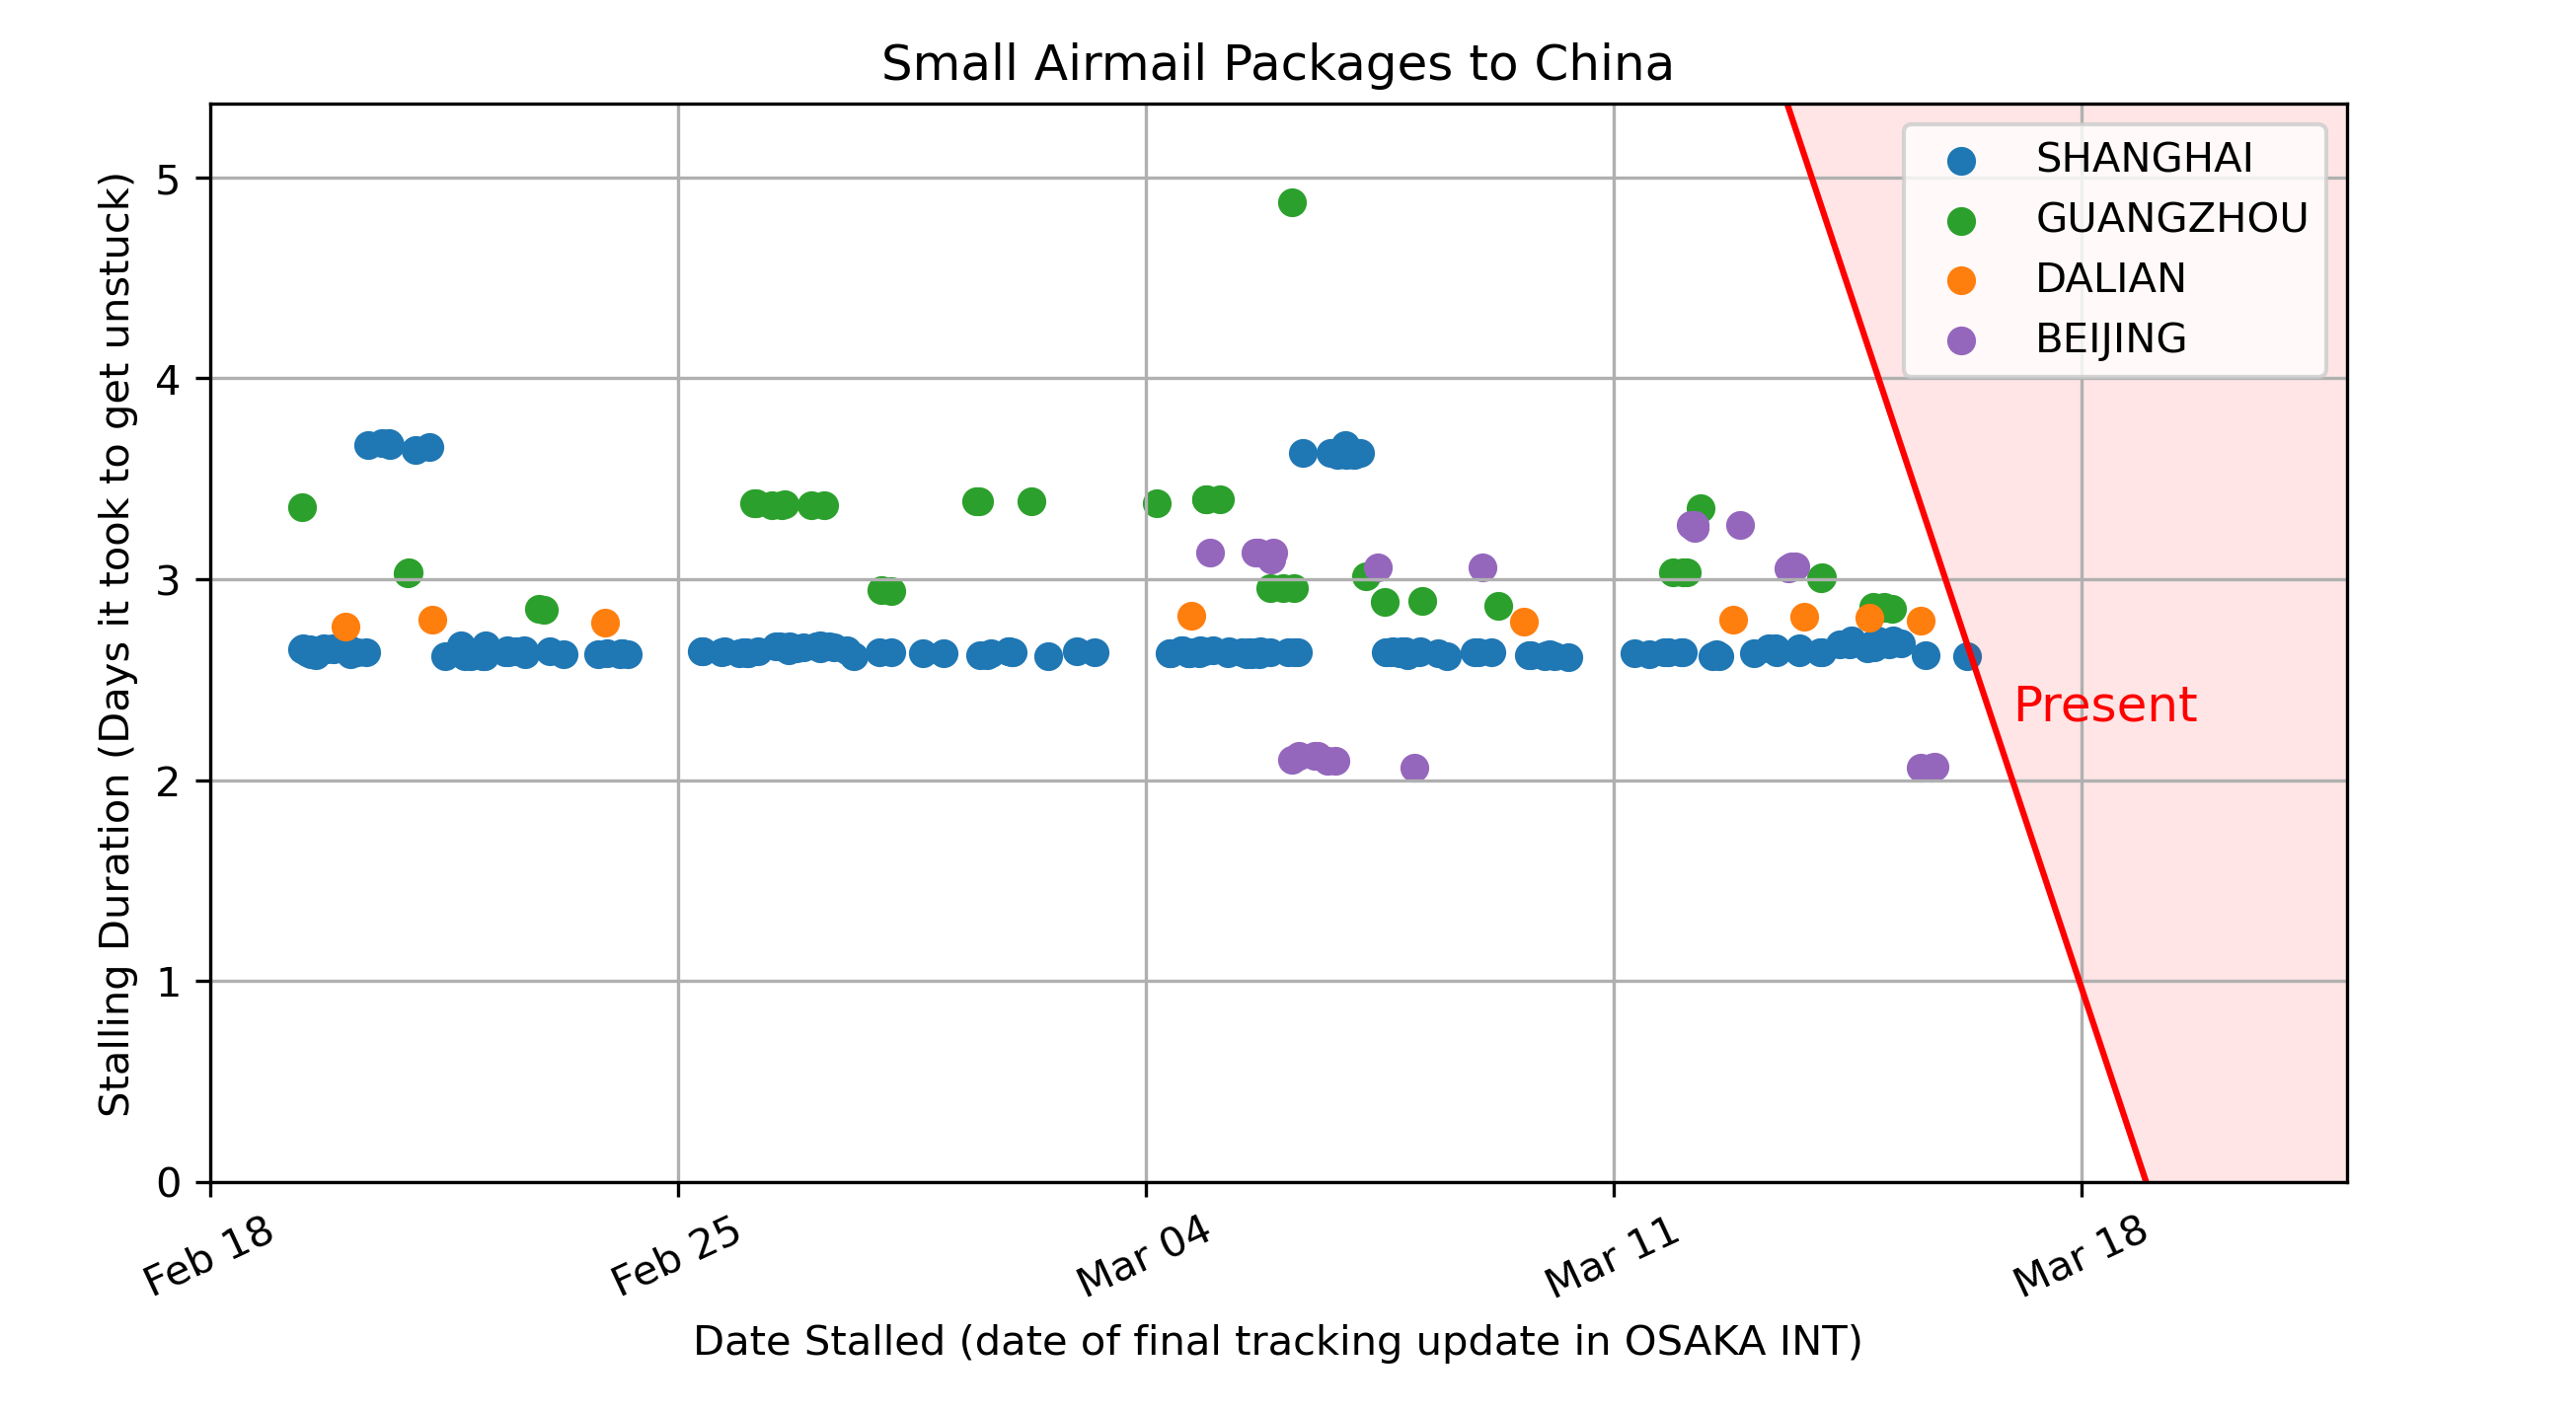 Small Airmail Packages to China
Stalling Duration (Days it took to get unstuck)
5
4
3
2
1
0
SHANGHAI
GUANGZHOU
DALIAN
BEIJING
Present
Feb 18
Feb 25
Mar 04
Mar 11
Mar 18
Date Stalled (date of final tracking update in OSAKA INT)